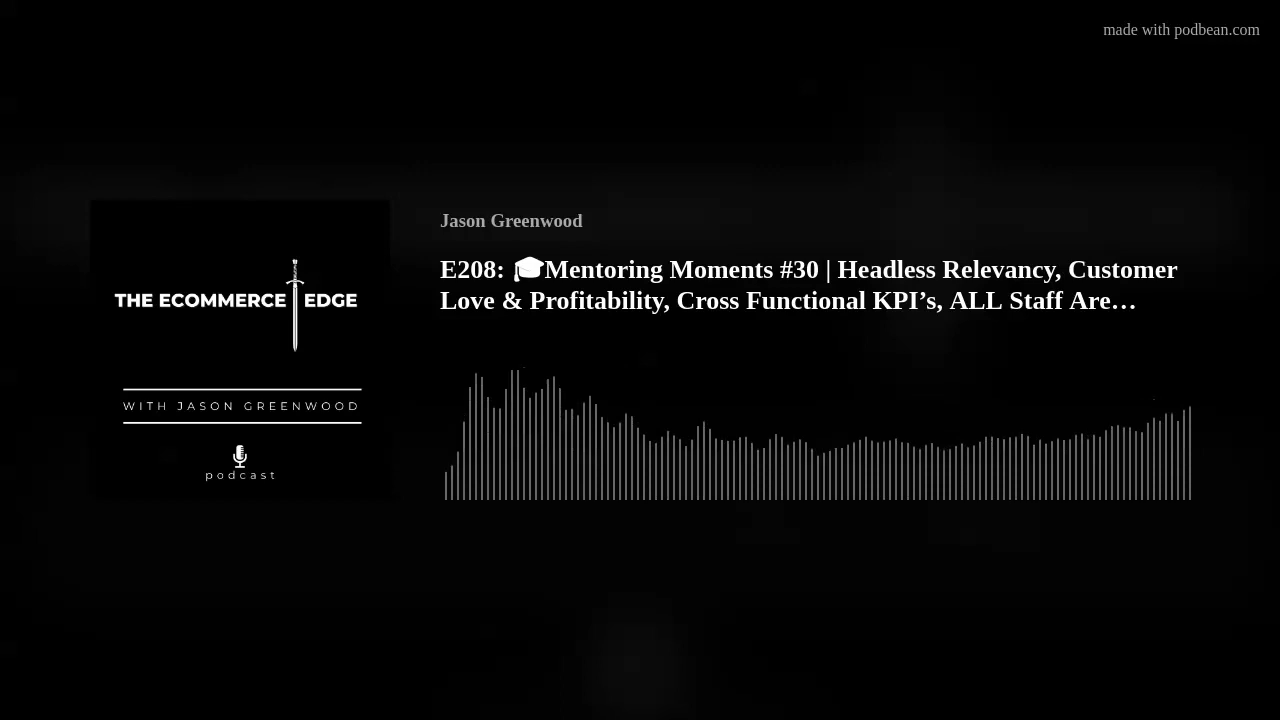 made with podbean.com
Jason Greenwood
E208: 🎓Mentoring Moments #30 | Headless Relevancy, Customer
Love & Profitability, Cross Functional KPI’s, ALL Staff Are…
THE ECOMMERCE EDGE
WITH JASON GREENWOOD
podcast